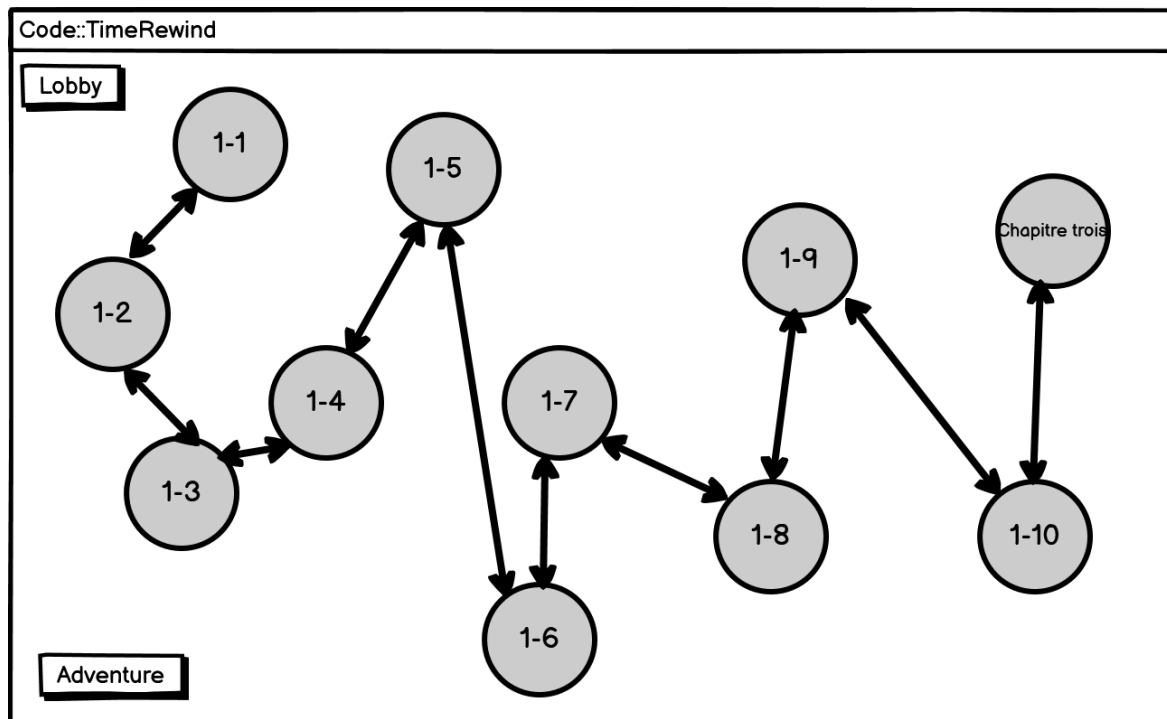 Code::TimeRewind
Lobby
1-1
1-5
1-9
Chapitre trois
1-2
1-4
1-7
1-3
1-8
1-10
1-6
Adventure